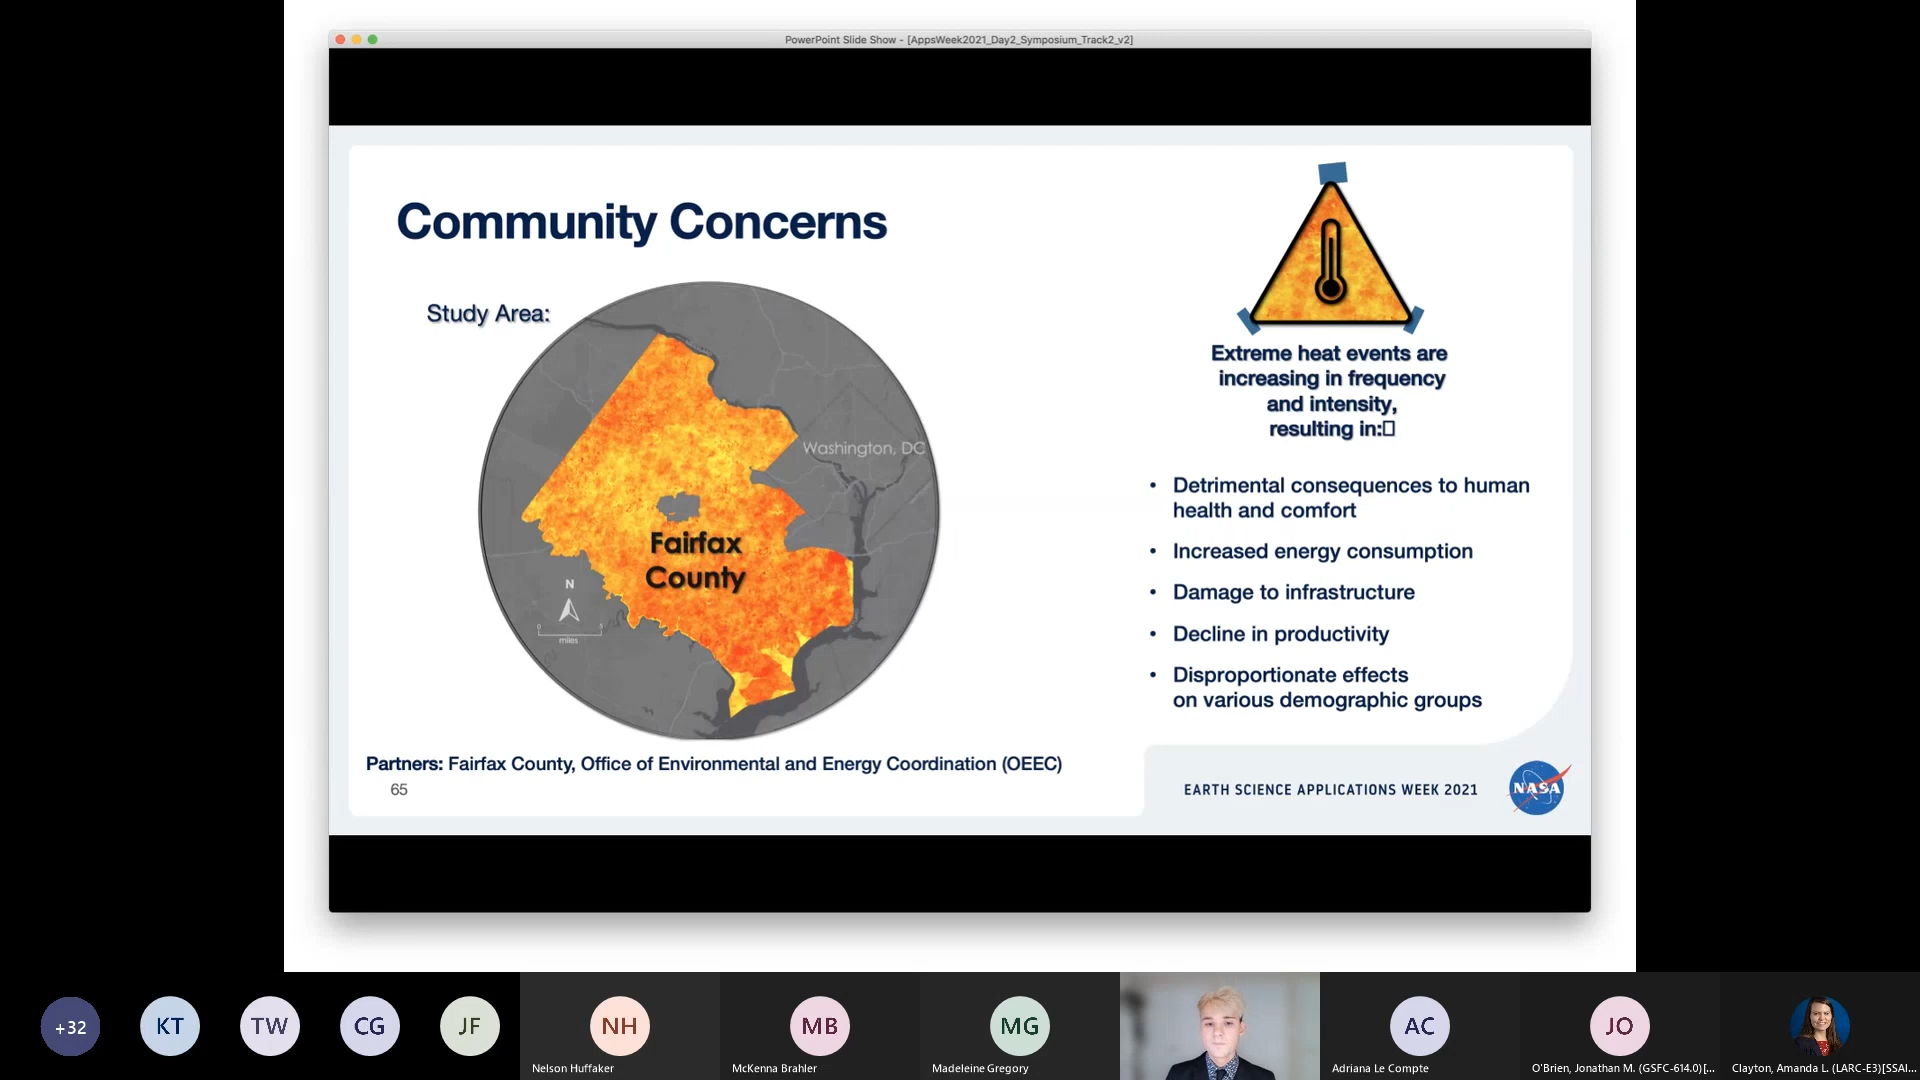 PowerPoint Slide Show - [AppsWeek2021_Day2_Symposium_Track2_v2]
Community Concerns
Study Area:
Washington, DC
Fairfax
County
N
0 5
miles
Extreme heat events are
increasing in frequency
and intensity,
resulting in:
• Detrimental consequences to human
health and comfort
• Increased energy consumption
• Damage to infrastructure
• Decline in productivity
• Disproportionate effects
on various demographic groups
Partners: Fairfax County, Office of Environmental and Energy Coordination (OEEC)
65
EARTH SCIENCE APPLICATIONS WEEK 2021
NASA
+32
KT
TW
CG
JF
NH
Nelson Huffaker
MB
McKenna Brahler
MG
Madeleine Gregory
AC
Adriana Le Compte
JO
O'Brien, Jonathan M. (GSFC-614.0)[...
Clayton, Amanda L. (LARC-E3)[SSAI...